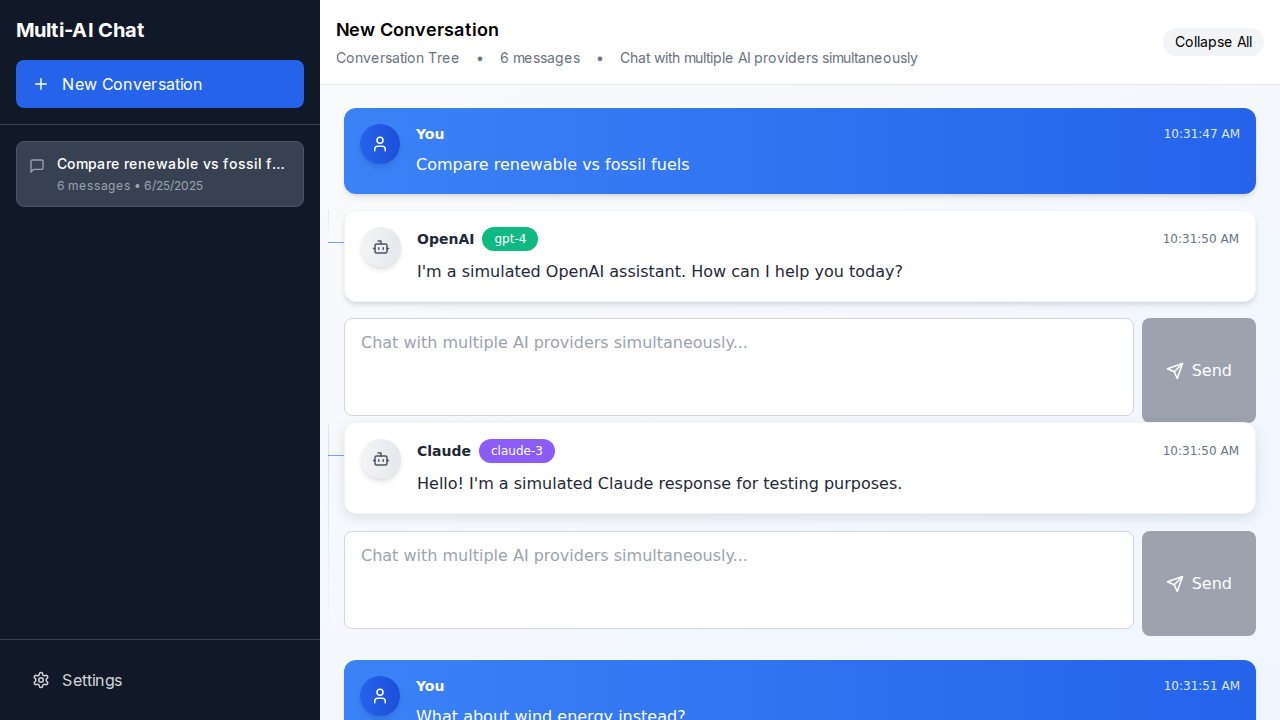 Multi-AI Chat
New Conversation
Compare renewable vs fossil f...
6 messages • 6/25/2025
Settings
New Conversation
Conversation Tree • 6 messages • Chat with multiple AI providers simultaneously
Collapse All
You 10:31:47 AM
Compare renewable vs fossil fuels
OpenAI gpt-4 10:31:50 AM
I'm a simulated OpenAI assistant. How can I help you today?
Chat with multiple AI providers simultaneously...
Send
Claude claude-3 10:31:50 AM
Hello! I'm a simulated Claude response for testing purposes.
Chat with multiple AI providers simultaneously...
Send
You 10:31:51 AM
What about wind energy instead?